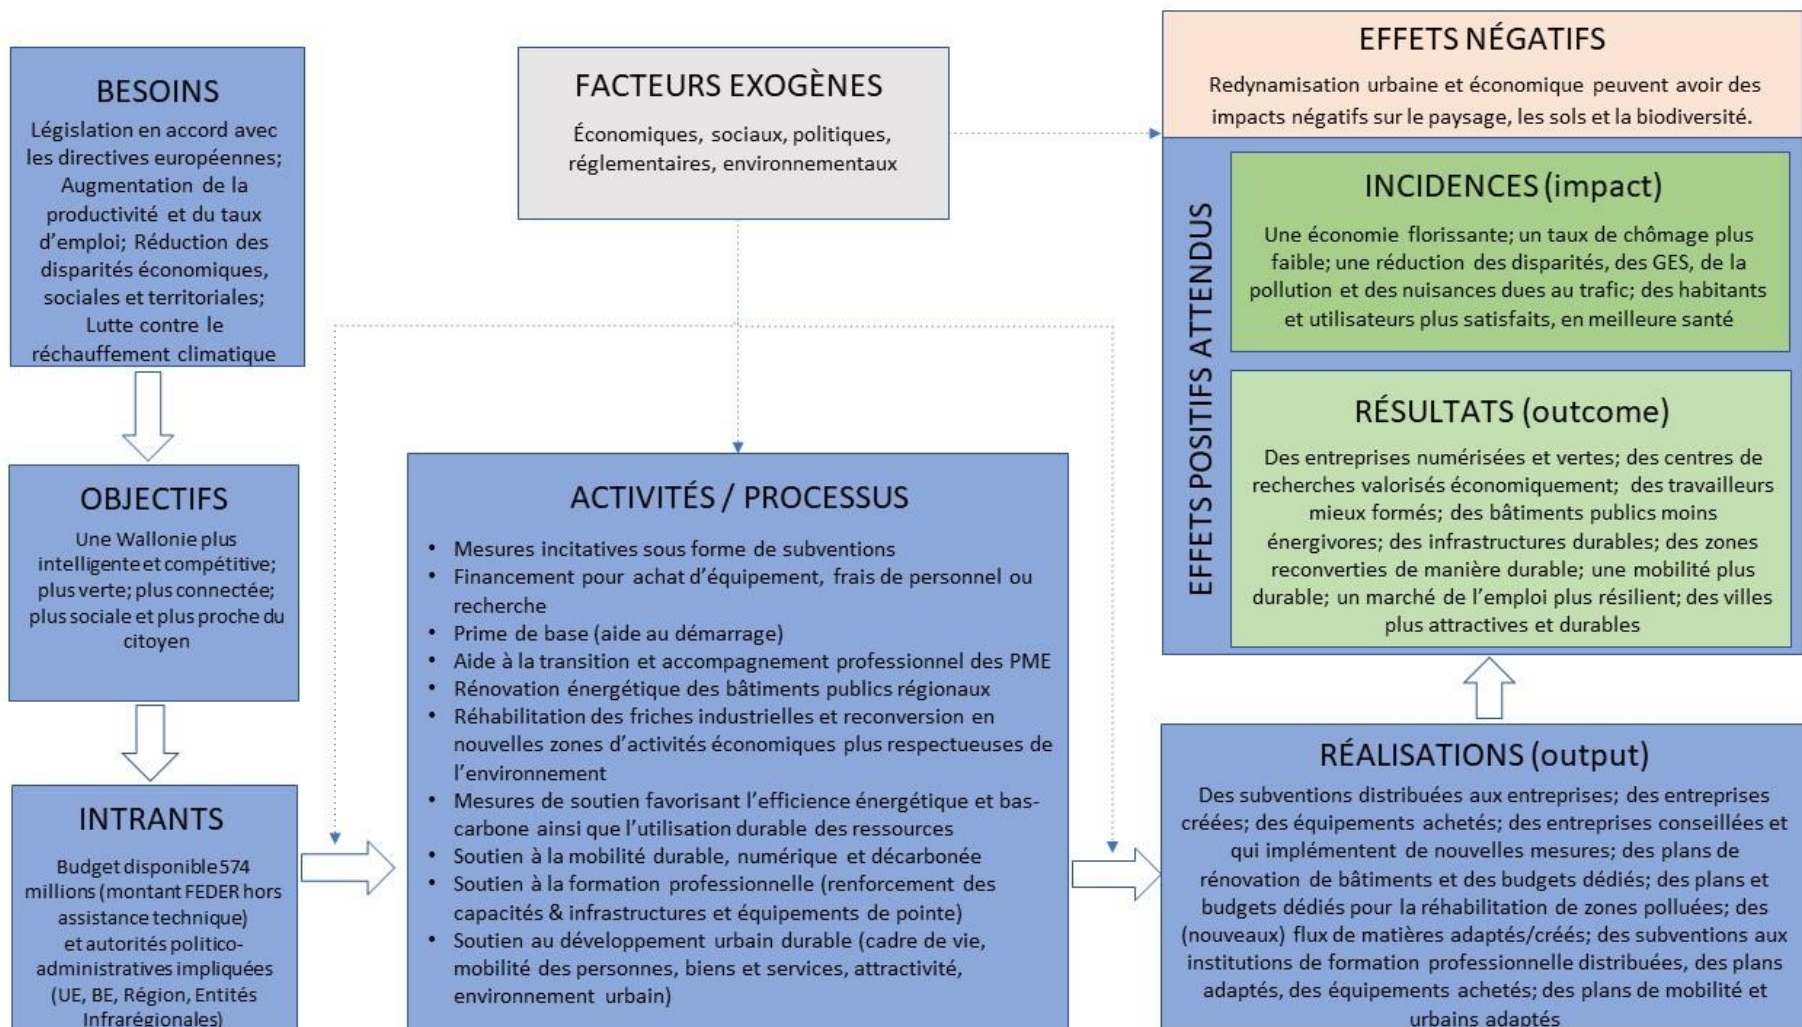 BESOINS
Législation en accord avec
les directives européennes;
Augmentation de la
productivité et du taux
d’emploi; Réduction des
disparités économiques,
sociales et territoriales;
Lutte contre le
réchauffement climatique
OBJECTIFS
Une Wallonie plus
intelligente et compétitive;
plus verte; plus connectée;
plus sociale et plus proche du
citoyen
INTRANTS
Budget disponible 574
millions (montant FEDER hors
assistance technique)
et autorités politico-
administratives impliquées
(UE, BE, Région, Entités
Infrarégionales)
FACTEURS EXOGÈNES
Économiques, sociaux, politiques,
réglementaires, environnementaux
ACTIVITÉS / PROCESSUS
• Mesures incitatives sous forme de subventions
• Financement pour achat d’équipement, frais de personnel ou
recherche
• Prime de base (aide au démarrage)
• Aide à la transition et accompagnement professionnel des PME
• Rénovation énergétique des bâtiments publics régionaux
• Réhabilitation des friches industrielles et reconversion en
nouvelles zones d’activités économiques plus respectueuses de
l’environnement
• Mesures de soutien favorisant l’efficience énergétique et bas-
carbone ainsi que l’utilisation durable des ressources
• Soutien à la mobilité durable, numérique et décarbonée
• Soutien à la formation professionnelle (renforcement des
capacités & infrastructures et équipements de pointe)
• Soutien au développement urbain durable (cadre de vie,
mobilité des personnes, biens et services, attractivité,
environnement urbain)
EFFETS NÉGATIFS
Redynamisation urbaine et économique peuvent avoir des
impacts négatifs sur le paysage, les sols et la biodiversité.
EFFETS POSITIFS ATTENDUS
INCIDENCES (impact)
Une économie florissante; un taux de chômage plus
faible; une réduction des disparités, des GES, de la
pollution et des nuisances dues au trafic; des habitants
et utilisateurs plus satisfaits, en meilleure santé
RÉSULTATS (outcome)
Des entreprises numérisées et vertes; des centres de
recherches valorisés économiquement; des travailleurs
mieux formés; des bâtiments publics moins
énergivores; des infrastructures durables; des zones
reconverties de manière durable; une mobilité plus
durable; un marché de l’emploi plus résilient; des villes
plus attractives et durables
RÉALISATIONS (output)
Des subventions distribuées aux entreprises; des entreprises
créées; des équipements achetés; des entreprises conseillées et
qui implémentent de nouvelles mesures; des plans de
rénovation de bâtiments et des budgets dédiés; des plans et
budgets dédiés pour la réhabilitation de zones polluées; des
(nouveaux) flux de matières adaptés/créés; des subventions aux
institutions de formation professionnelle distribuées, des plans
adaptés, des équipements achetés; des plans de mobilité et
urbains adaptés